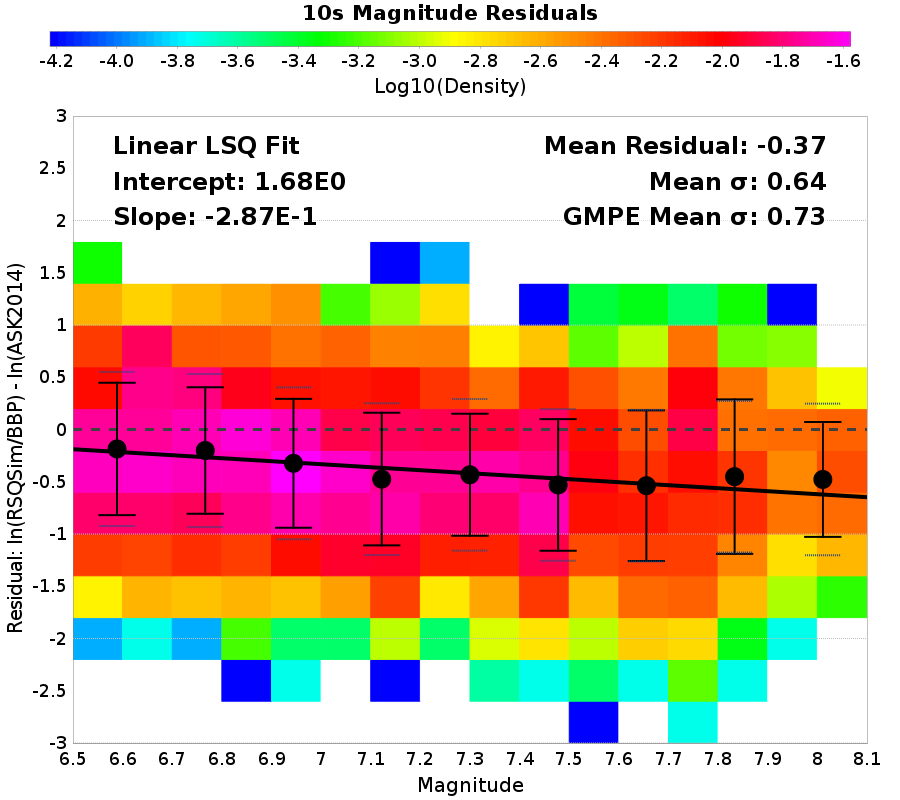 10s Magnitude Residuals
-4.2 -4.0 -3.8 -3.6 -3.4 -3.2 -3.0 -2.8 -2.6 -2.4 -2.2 -2.0 -1.8 -1.6
Log10(Density)
Linear LSQ Fit
Intercept: 1.68E0
Slope: -2.87E-1
Mean Residual: -0.37
Mean σ: 0.64
GMPE Mean σ: 0.73
Residual: ln(RSQSim/BBP) - ln(ASK2014)
3
2.5
2
1.5
1
0.5
0
-0.5
-1
-1.5
-2
-2.5
-3
6.5 6.6 6.7 6.8 6.9 7 7.1 7.2 7.3 7.4 7.5 7.6 7.7 7.8 7.9 8 8.1
Magnitude